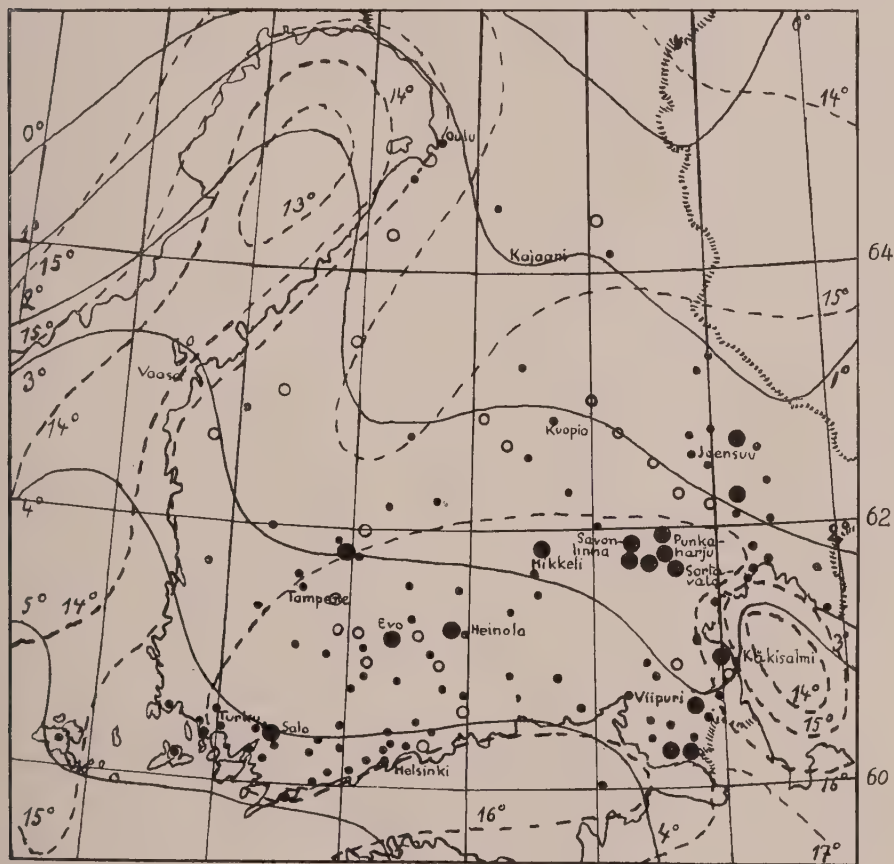 0°
14°
14°
Oulu
0°
13°
1°
15°
Kajaani
64
2°
15°
15°
3°
Vaasa
1°
14°
Kuopio
Joensuu
4°
62
Savon-
linna
Punka-
harju
Mikkeli
Sorta-
vala
14°
Tampere
5°
Evo
Heinola
Käkisalmi
14°
15°
Viipuri
Turku
Salo
Helsinki
60
16°
15°
16°
4°
17°